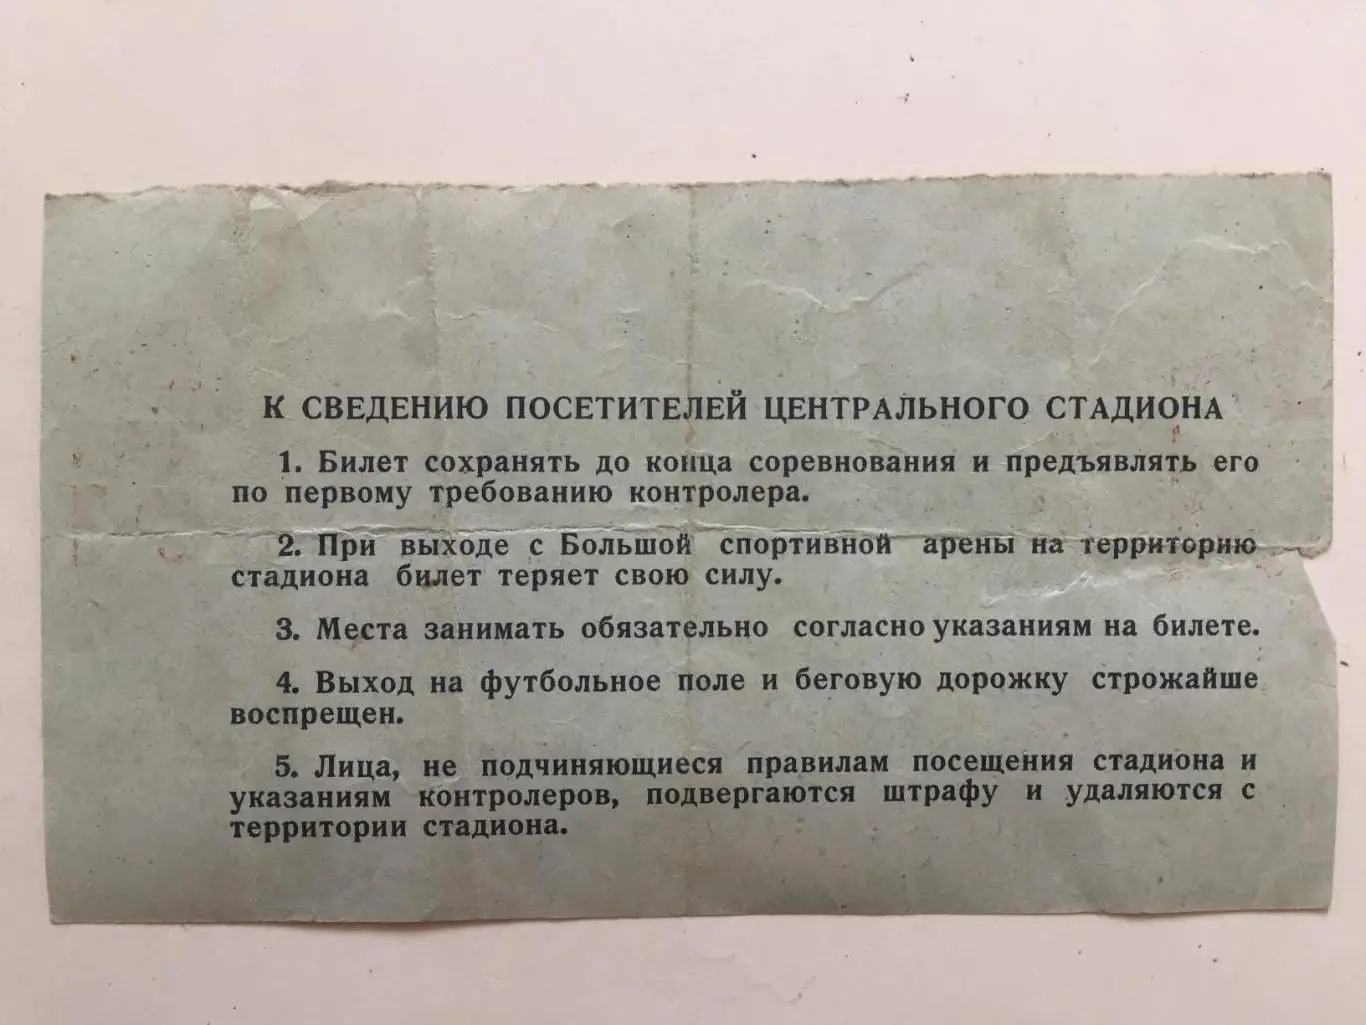 К СВЕДЕНИЮ ПОСЕТИТЕЛЕЙ ЦЕНТРАЛЬНОГО СТАДИОНА
1. Билет сохранять до конца соревнования и предъявлять его
по первому требованию контролера.
2. При выходе с Большой спортивной арены на территорию
стадиона билет теряет свою силу.
3. Места занимать обязательно согласно указаниям на билете.
4. Выход на футбольное поле и беговую дорожку строжайше
воспрещен.
5. Лица, не подчиняющиеся правилам посещения стадиона и
указаниям контролеров, подвергаются штрафу и удаляются с
территории стадиона.